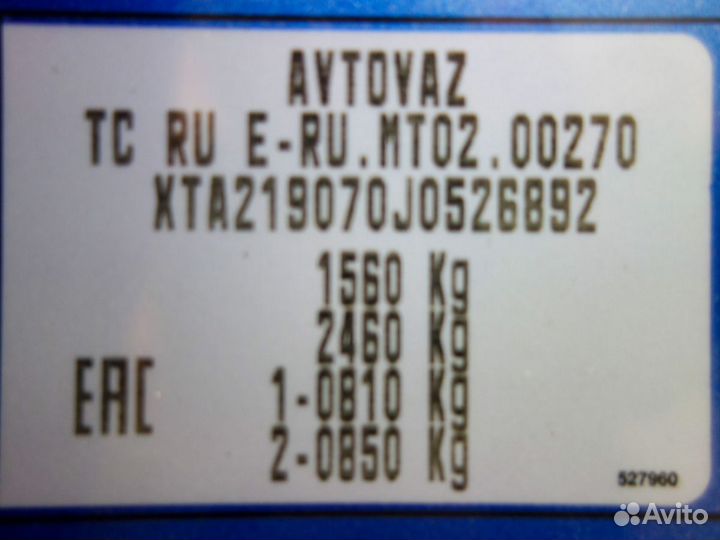 AVTOVAZ
TC RU E-RU.MT02.00270
XTA219070J0526892
1560 Kg
2460 Kg
EAC 1-0810 Kg
2-0850 Kg
527960
Avito